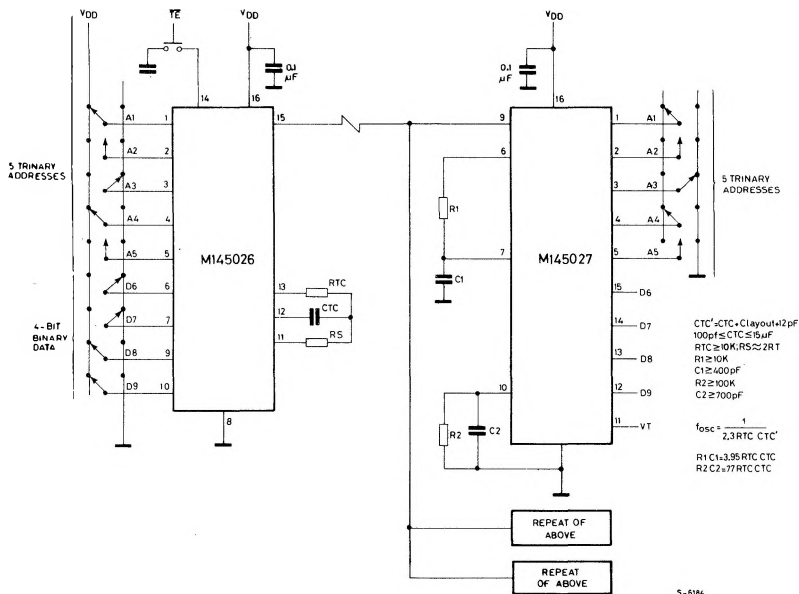 VDD
TE
VDD
VDD
0.1
µF
0.1
µF
14
16
16
A1 1
A2 2
A3 3
A4 4
A5 5
D6 6
D7 7
D8 9
D9 10
5 TRINARY
ADDRESSES
4-BIT
BINARY
DATA
M145026
15
13 RTC
12 CTC
11 RS
8
9
6
R1
7
C1
M145027
10
R2
C2
1 A1
2 A2
3 A3
4 A4
5 A5
5 TRINARY
ADDRESSES
15 D6
14 D7
13 D8
12 D9
11 VT
CTC'=CTC+Clayout+12pF
100pf≤CTC≤15µF
RTC≥10K;RS≈2RT
R1≥10K
C1≥400pF
R2≥100K
C2≥700pF
fosc= 1
2,3 RTC CTC'
R1 C1=3,95 RTC CTC
R2 C2=77 RTC CTC
REPEAT OF
ABOVE
REPEAT
OF ABOVE
S-6184